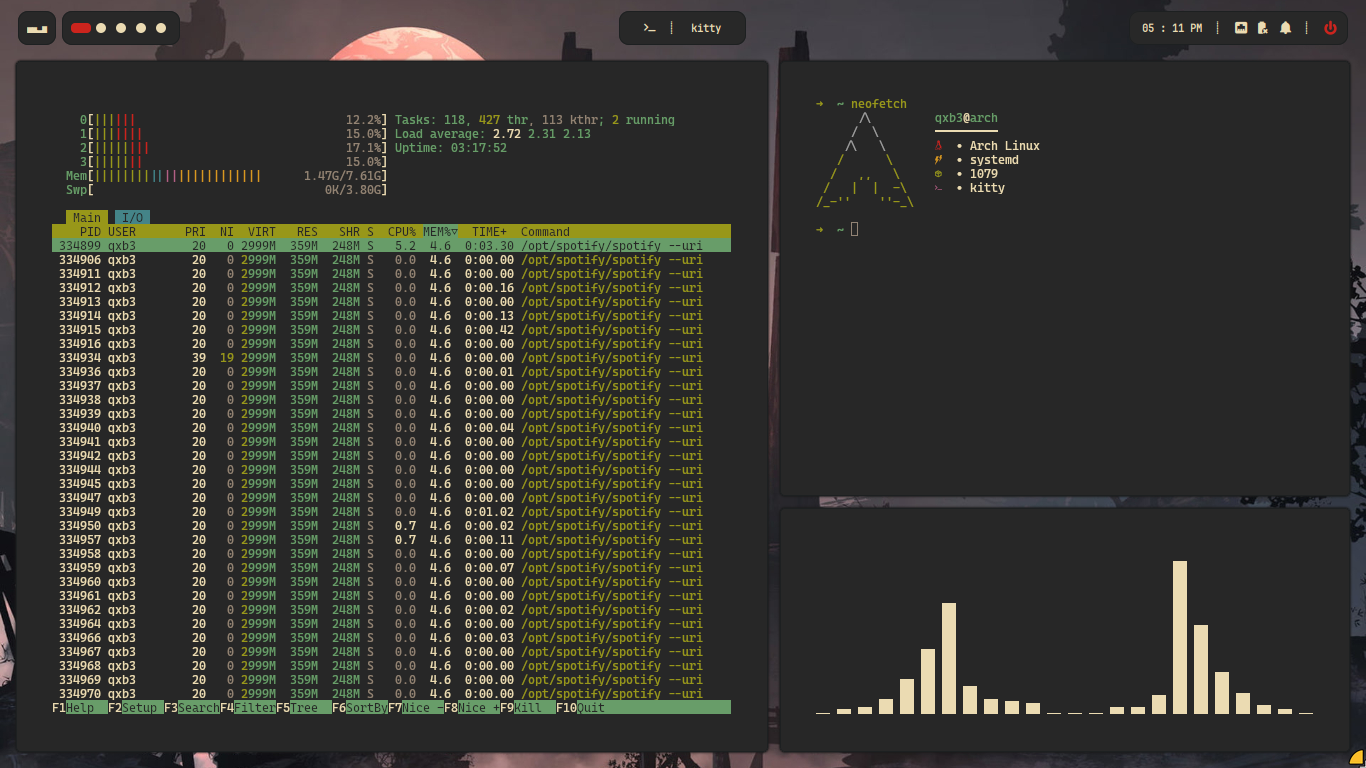 kitty
05 : 11 PM
0[|||||| 12.2%] Tasks: 118, 427 thr, 113 kthr; 2 running
1[||||||| 15.0%] Load average: 2.72 2.31 2.13
2[|||||||| 17.1%] Uptime: 03:17:52
3[||||||| 15.0%]
Mem[|||||||||||||||||||||||| 1.47G/7.61G]
Swp[ 0K/3.80G]
Main I/O
PID USER PRI NI VIRT RES SHR S CPU% MEM%▽ TIME+ Command
334899 qxb3 20 0 2999M 359M 248M S 5.2 4.6 0:03.30 /opt/spotify/spotify --uri
334906 qxb3 20 0 2999M 359M 248M S 0.0 4.6 0:00.00 /opt/spotify/spotify --uri
334911 qxb3 20 0 2999M 359M 248M S 0.0 4.6 0:00.00 /opt/spotify/spotify --uri
334912 qxb3 20 0 2999M 359M 248M S 0.0 4.6 0:00.16 /opt/spotify/spotify --uri
334913 qxb3 20 0 2999M 359M 248M S 0.0 4.6 0:00.00 /opt/spotify/spotify --uri
334914 qxb3 20 0 2999M 359M 248M S 0.0 4.6 0:00.13 /opt/spotify/spotify --uri
334915 qxb3 20 0 2999M 359M 248M S 0.0 4.6 0:00.42 /opt/spotify/spotify --uri
334916 qxb3 20 0 2999M 359M 248M S 0.0 4.6 0:00.00 /opt/spotify/spotify --uri
334934 qxb3 39 19 2999M 359M 248M S 0.0 4.6 0:00.00 /opt/spotify/spotify --uri
334936 qxb3 20 0 2999M 359M 248M S 0.0 4.6 0:00.01 /opt/spotify/spotify --uri
334937 qxb3 20 0 2999M 359M 248M S 0.0 4.6 0:00.00 /opt/spotify/spotify --uri
334938 qxb3 20 0 2999M 359M 248M S 0.0 4.6 0:00.00 /opt/spotify/spotify --uri
334939 qxb3 20 0 2999M 359M 248M S 0.0 4.6 0:00.00 /opt/spotify/spotify --uri
334940 qxb3 20 0 2999M 359M 248M S 0.0 4.6 0:00.04 /opt/spotify/spotify --uri
334941 qxb3 20 0 2999M 359M 248M S 0.0 4.6 0:00.00 /opt/spotify/spotify --uri
334942 qxb3 20 0 2999M 359M 248M S 0.0 4.6 0:00.00 /opt/spotify/spotify --uri
334944 qxb3 20 0 2999M 359M 248M S 0.0 4.6 0:00.00 /opt/spotify/spotify --uri
334945 qxb3 20 0 2999M 359M 248M S 0.0 4.6 0:00.00 /opt/spotify/spotify --uri
334947 qxb3 20 0 2999M 359M 248M S 0.0 4.6 0:00.00 /opt/spotify/spotify --uri
334949 qxb3 20 0 2999M 359M 248M S 0.0 4.6 0:01.02 /opt/spotify/spotify --uri
334950 qxb3 20 0 2999M 359M 248M S 0.7 4.6 0:00.02 /opt/spotify/spotify --uri
334957 qxb3 20 0 2999M 359M 248M S 0.7 4.6 0:00.11 /opt/spotify/spotify --uri
334958 qxb3 20 0 2999M 359M 248M S 0.0 4.6 0:00.00 /opt/spotify/spotify --uri
334959 qxb3 20 0 2999M 359M 248M S 0.0 4.6 0:00.07 /opt/spotify/spotify --uri
334960 qxb3 20 0 2999M 359M 248M S 0.0 4.6 0:00.00 /opt/spotify/spotify --uri
334961 qxb3 20 0 2999M 359M 248M S 0.0 4.6 0:00.00 /opt/spotify/spotify --uri
334962 qxb3 20 0 2999M 359M 248M S 0.0 4.6 0:00.02 /opt/spotify/spotify --uri
334964 qxb3 20 0 2999M 359M 248M S 0.0 4.6 0:00.00 /opt/spotify/spotify --uri
334966 qxb3 20 0 2999M 359M 248M S 0.0 4.6 0:00.03 /opt/spotify/spotify --uri
334967 qxb3 20 0 2999M 359M 248M S 0.0 4.6 0:00.00 /opt/spotify/spotify --uri
334968 qxb3 20 0 2999M 359M 248M S 0.0 4.6 0:00.00 /opt/spotify/spotify --uri
334969 qxb3 20 0 2999M 359M 248M S 0.0 4.6 0:00.00 /opt/spotify/spotify --uri
334970 qxb3 20 0 2999M 359M 248M S 0.0 4.6 0:00.00 /opt/spotify/spotify --uri
F1Help F2Setup F3SearchF4FilterF5Tree F6SortByF7Nice -F8Nice +F9Kill F10Quit
➜ ~ neofetch
qxb3@arch
• Arch Linux
• systemd
• 1079
• kitty
➜ ~